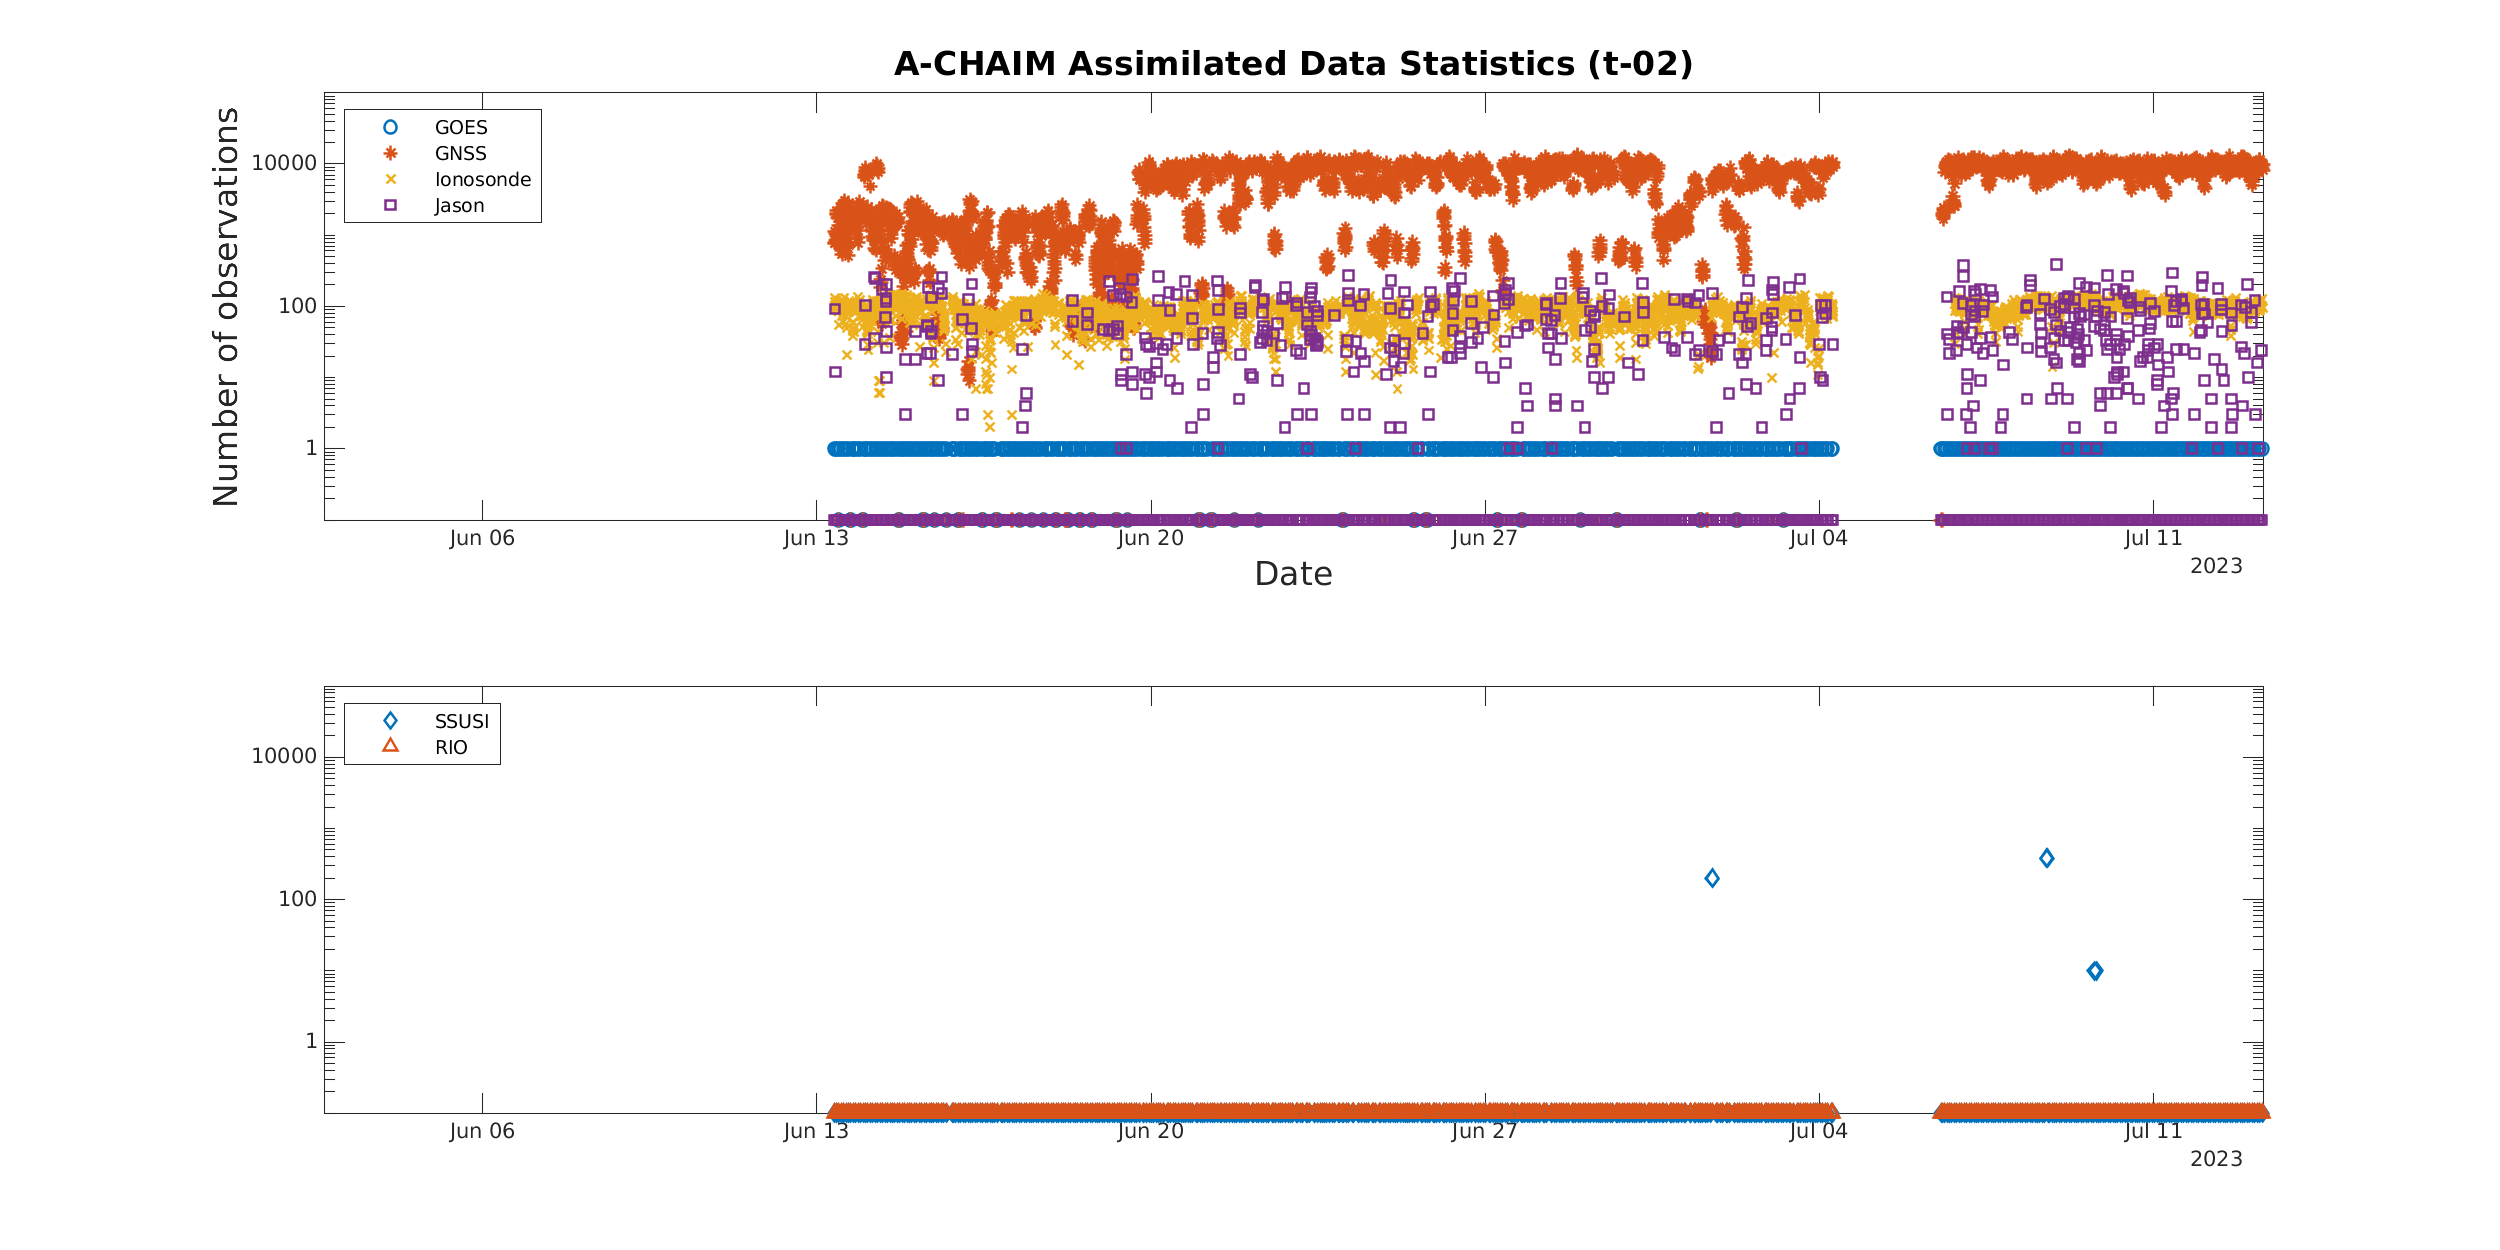 A-CHAIM Assimilated Data Statistics (t-02)
Number of observations
10000
100
1
GOES
GNSS
Ionosonde
Jason
Jun 06
Jun 13
Jun 20
Jun 27
Jul 04
Jul 11
2023
Date
10000
100
1
SSUSI
RIO
Jun 06
Jun 13
Jun 20
Jun 27
Jul 04
Jul 11
2023